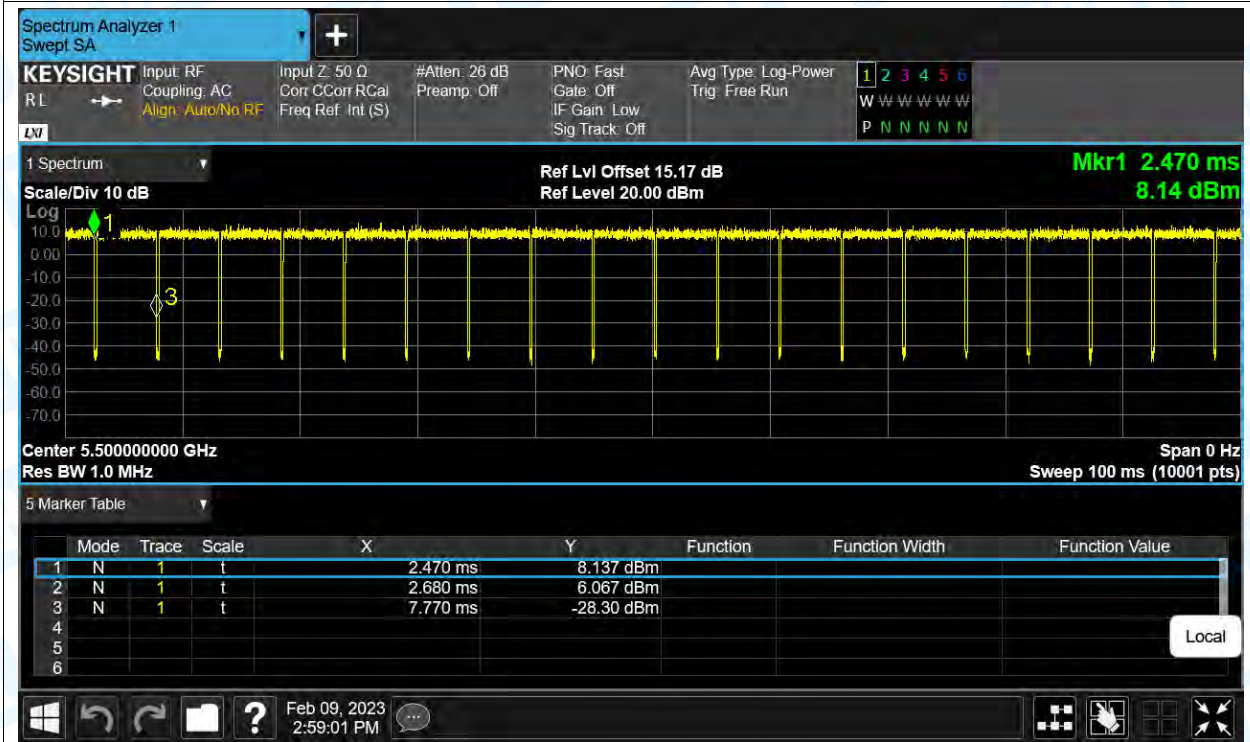 Spectrum Analyzer 1
Swept SA
KEYSIGHT
R L
LXI
Input: RF
Coupling: AC
Align: Auto/No RF
Input Z: 50 Ω
Corr CCorr RCal
Freq Ref: Int (S)
#Atten: 26 dB
Preamp: Off
PNO: Fast
Gate: Off
IF Gain: Low
Sig Track: Off
Avg Type: Log-Power
Trig: Free Run
1 2 3 4 5 6
W W W W W W
P N N N N N
1 Spectrum
Scale/Div 10 dB
Ref Lvl Offset 15.17 dB
Ref Level 20.00 dBm
Mkr1 2.470 ms
8.14 dBm
Log
10.0
0.00
-10.0
-20.0
-30.0
-40.0
-50.0
-60.0
-70.0
1
3
Center 5.500000000 GHz
Res BW 1.0 MHz
Span 0 Hz
Sweep 100 ms (10001 pts)
5 Marker Table
Mode Trace Scale X Y Function Function Width Function Value
1 N 1 t 2.470 ms 8.137 dBm
2 N 1 t 2.680 ms 6.067 dBm
3 N 1 t 7.770 ms -28.30 dBm
4
5
6
Local
?
Feb 09, 2023
2:59:01 PM